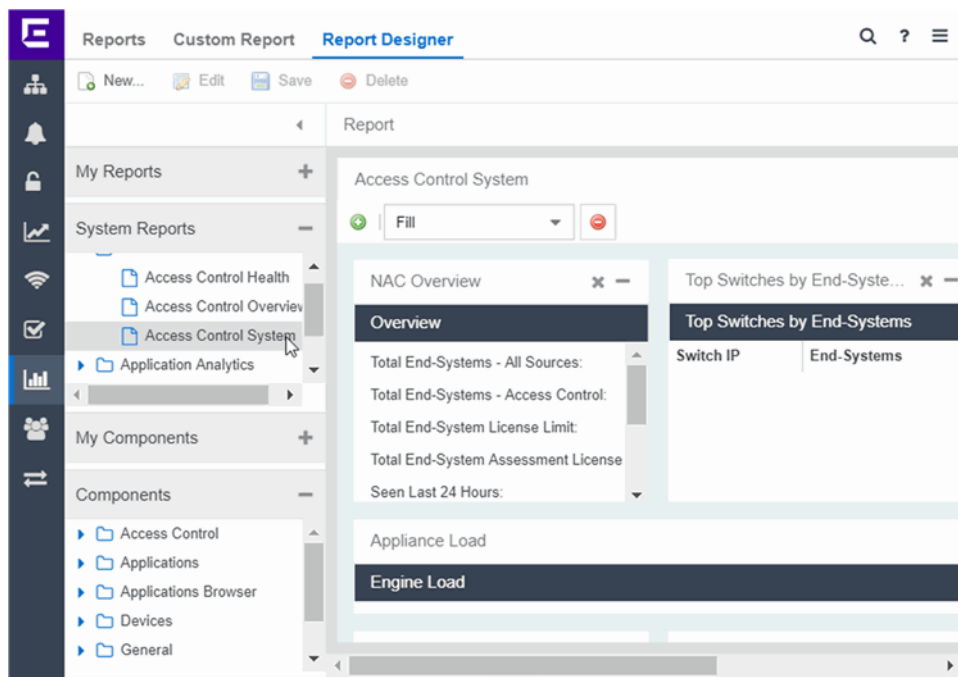 Reports Custom Report Report Designer ?
New... Edit Save Delete
Report
My Reports
System Reports
Access Control Health
Access Control Overview
Access Control System
Application Analytics
My Components
Components
Access Control
Applications
Applications Browser
Devices
General
Access Control System
Fill
NAC Overview
Overview
Total End-Systems - All Sources:
Total End-Systems - Access Control:
Total End-System License Limit:
Total End-System Assessment License
Seen Last 24 Hours:
Top Switches by End-Syste...
Top Switches by End-Systems
Switch IP End-Systems
Appliance Load
Engine Load